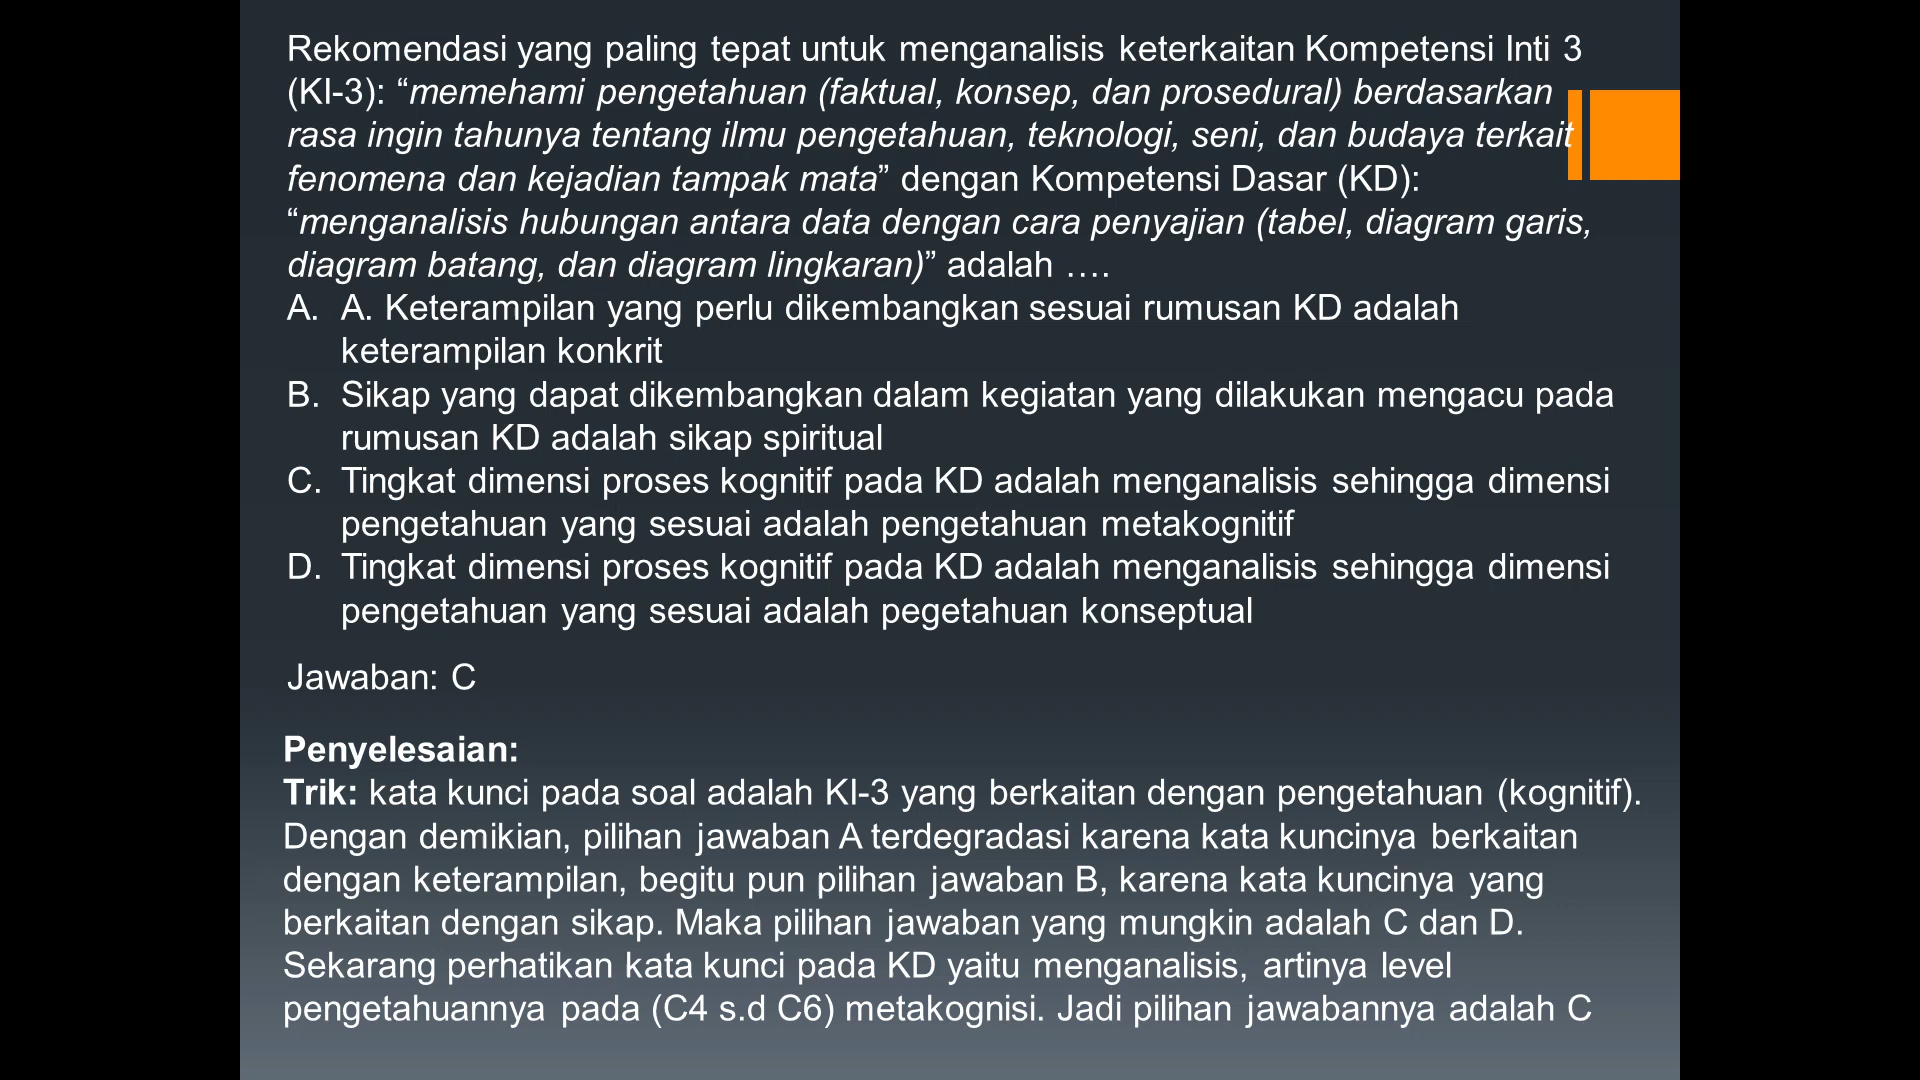 Rekomendasi yang paling tepat untuk menganalisis keterkaitan Kompetensi Inti 3
(KI-3): “memehami pengetahuan (faktual, konsep, dan prosedural) berdasarkan
rasa ingin tahunya tentang ilmu pengetahuan, teknologi, seni, dan budaya terkait
fenomena dan kejadian tampak mata” dengan Kompetensi Dasar (KD):
“menganalisis hubungan antara data dengan cara penyajian (tabel, diagram garis,
diagram batang, dan diagram lingkaran)” adalah ….
A. A. Keterampilan yang perlu dikembangkan sesuai rumusan KD adalah
keterampilan konkrit
B. Sikap yang dapat dikembangkan dalam kegiatan yang dilakukan mengacu pada
rumusan KD adalah sikap spiritual
C. Tingkat dimensi proses kognitif pada KD adalah menganalisis sehingga dimensi
pengetahuan yang sesuai adalah pengetahuan metakognitif
D. Tingkat dimensi proses kognitif pada KD adalah menganalisis sehingga dimensi
pengetahuan yang sesuai adalah pegetahuan konseptual
Jawaban: C
Penyelesaian:
Trik: kata kunci pada soal adalah KI-3 yang berkaitan dengan pengetahuan (kognitif).
Dengan demikian, pilihan jawaban A terdegradasi karena kata kuncinya berkaitan
dengan keterampilan, begitu pun pilihan jawaban B, karena kata kuncinya yang
berkaitan dengan sikap. Maka pilihan jawaban yang mungkin adalah C dan D.
Sekarang perhatikan kata kunci pada KD yaitu menganalisis, artinya level
pengetahuannya pada (C4 s.d C6) metakognisi. Jadi pilihan jawabannya adalah C